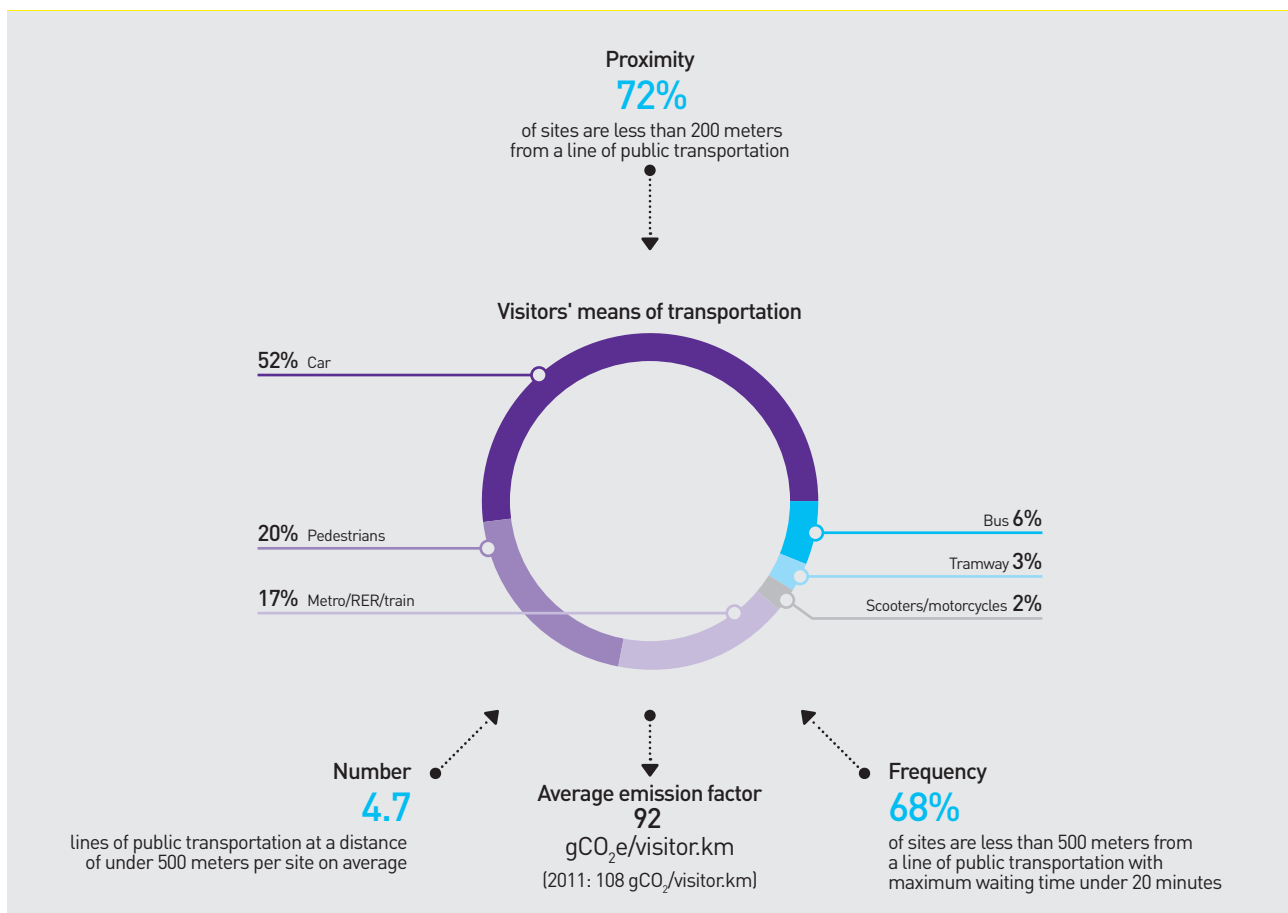 Proximity
72%
of sites are less than 200 meters
from a line of public transportation
Visitors' means of transportation
52% Car
20% Pedestrians
17% Metro/RER/train
Bus 6%
Tramway 3%
Scooters/motorcycles 2%
Number
4.7
lines of public transportation at a distance
of under 500 meters per site on average
Average emission factor
92
gCO₂e/visitor.km
(2011: 108 gCO₂/visitor.km)
Frequency
68%
of sites are less than 500 meters from
a line of public transportation with
maximum waiting time under 20 minutes